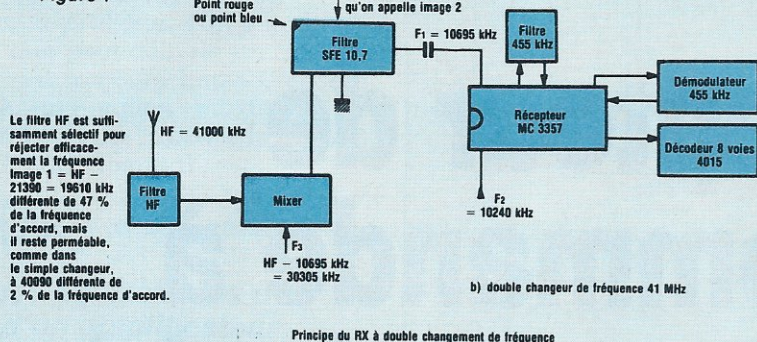 Point rouge
ou point bleu
qu'on appelle image 2
Filtre
SFE 10,7
F1 = 10695 kHz
Filtre
455 kHz
Récepteur
MC 3357
Démodulateur
455 kHz
Décodeur 8 voies
4015
F2
= 10240 kHz
Le filtre HF est suffi-
samment sélectif pour
réjecter efficace-
ment la fréquence
Image 1 = HF –
21390 = 19610 kHz
différente de 47 %
de la fréquence
d'accord, mais
il reste perméable,
comme dans
le simple changeur,
à 40090 différente de
2 % de la fréquence d'accord.
HF = 41000 kHz
Filtre
HF
Mixer
F3
HF – 10695 kHz
= 30305 kHz
b) double changeur de fréquence 41 MHz
Principe du RX à double changement de fréquence